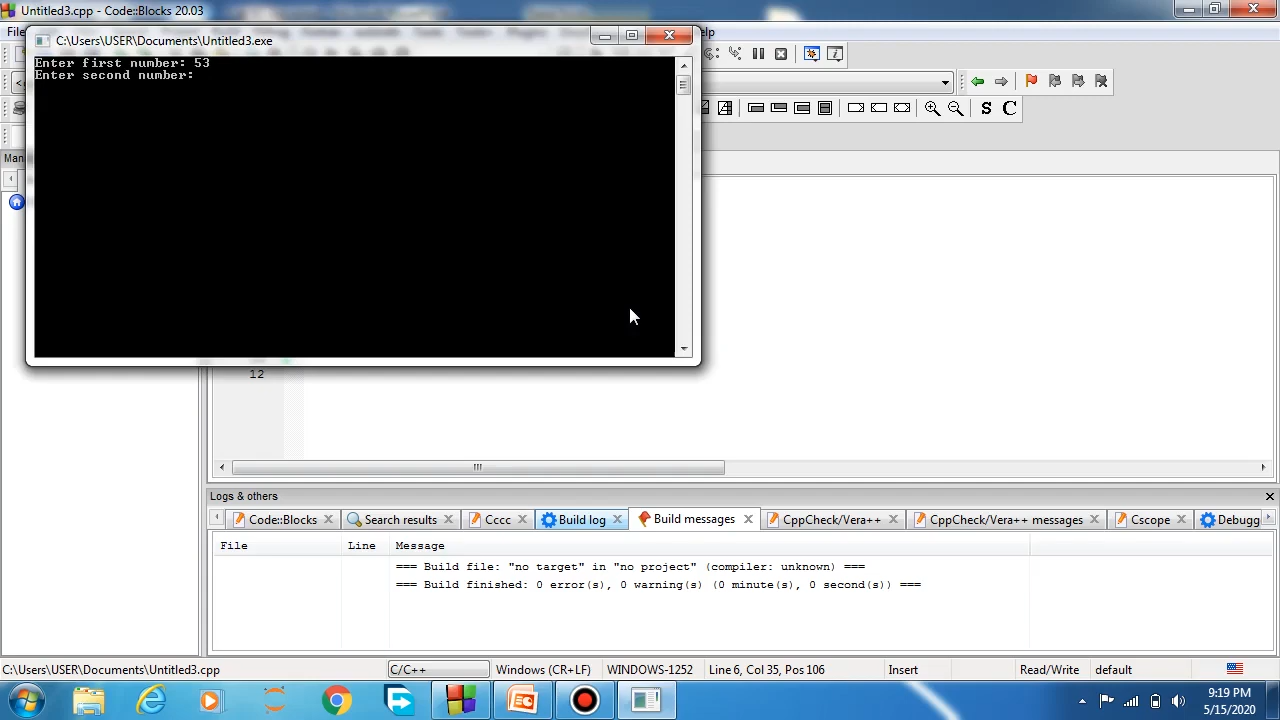 Untitled3.cpp - Code::Blocks 20.03
C:\Users\USER\Documents\Untitled3.exe
Enter first number: 53
Enter second number:
12
Logs & others
Code::Blocks
Search results
Cccc
Build log
Build messages
CppCheck/Vera++
CppCheck/Vera++ messages
Cscope
Debugg
File Line Message
=== Build file: "no target" in "no project" (compiler: unknown) ===
=== Build finished: 0 error(s), 0 warning(s) (0 minute(s), 0 second(s)) ===
C:\Users\USER\Documents\Untitled3.cpp C/C++ Windows (CR+LF) WINDOWS-1252 Line 6, Col 35, Pos 106 Insert Read/Write default
9:19 PM
5/15/2020